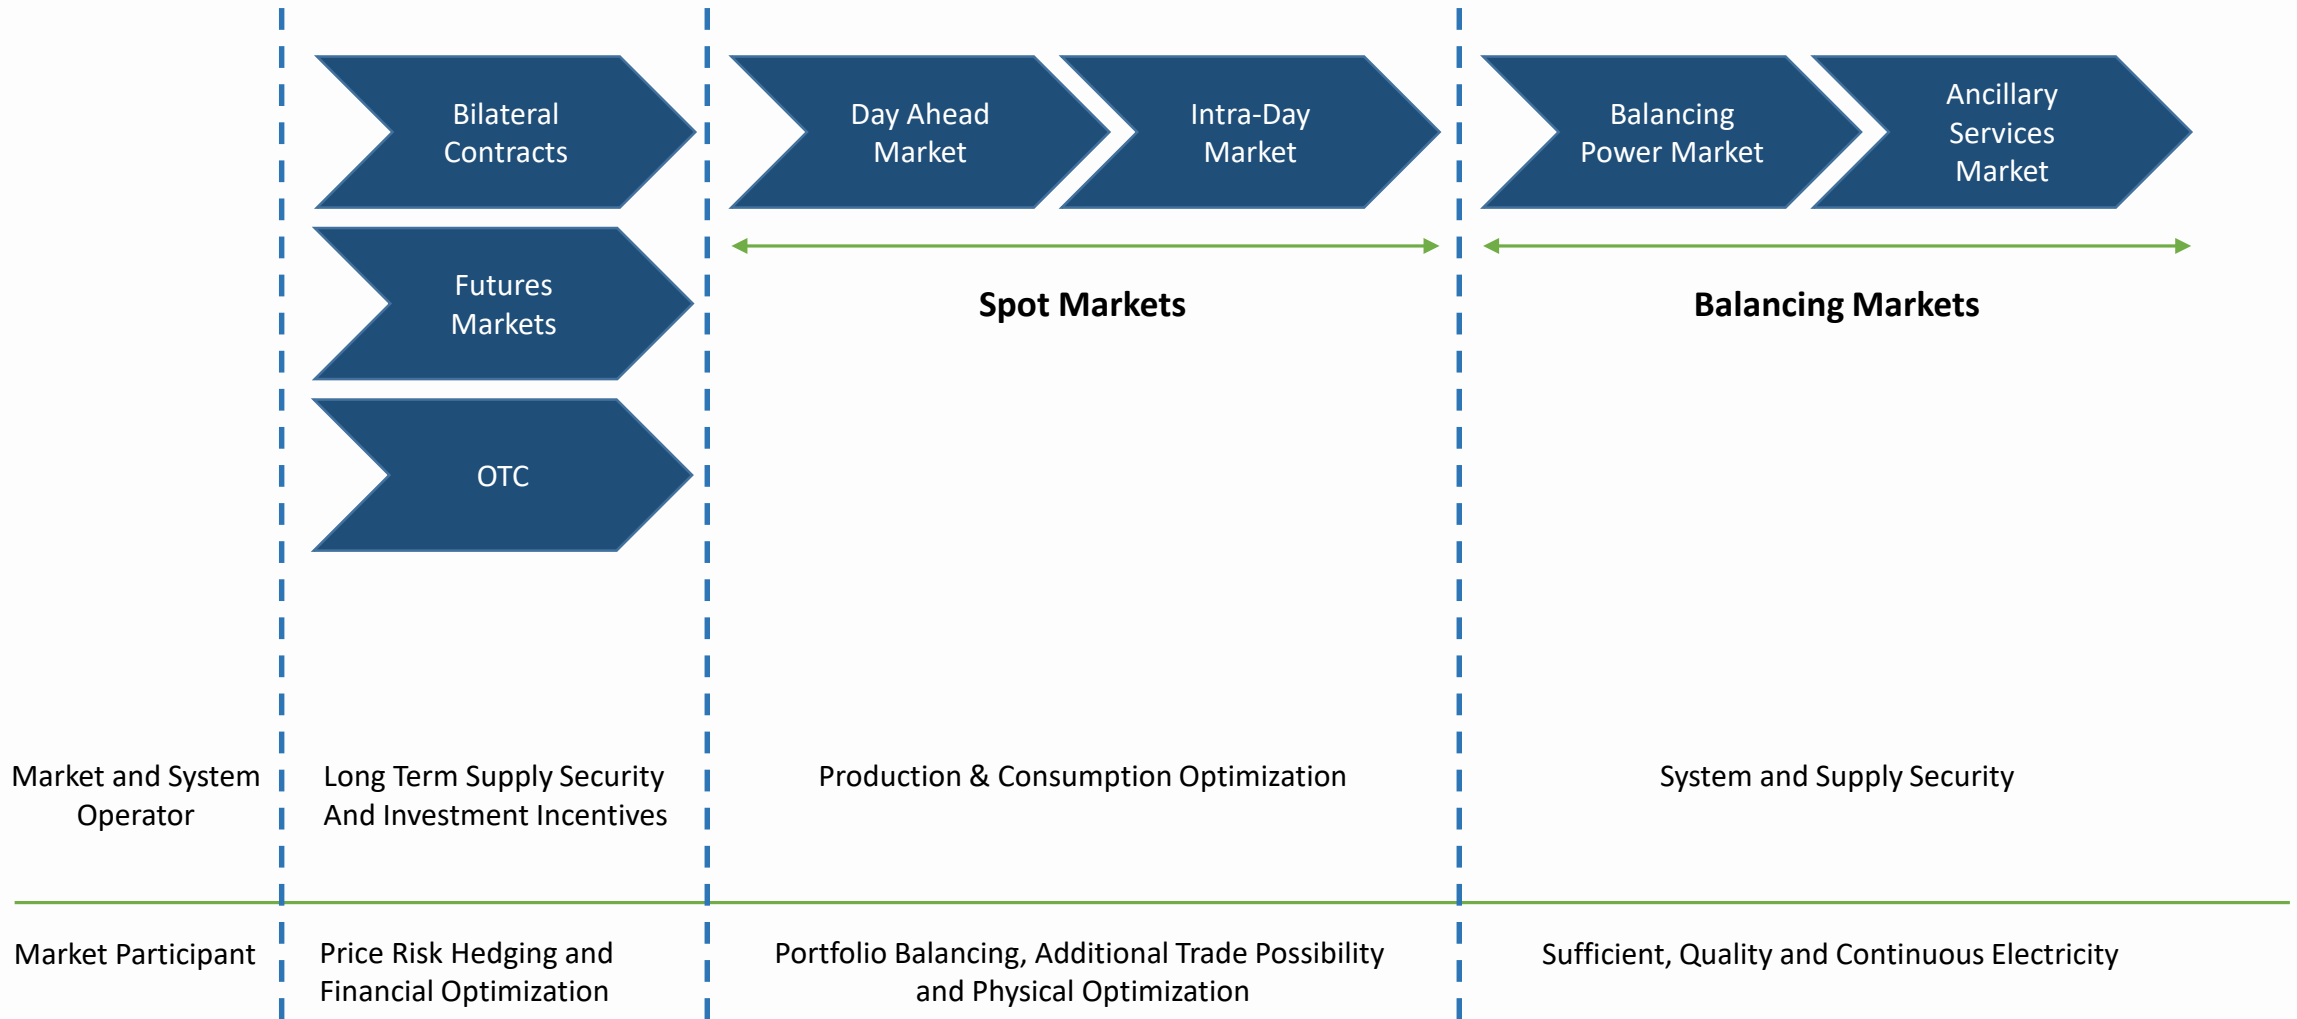 Bilateral
Contracts
Day Ahead
Market
Intra-Day
Market
Balancing
Power Market
Ancillary
Services
Market
Futures
Markets
Spot Markets
Balancing Markets
OTC
Market and System
Operator
Long Term Supply Security
And Investment Incentives
Production & Consumption Optimization
System and Supply Security
Market Participant
Price Risk Hedging and
Financial Optimization
Portfolio Balancing, Additional Trade Possibility
and Physical Optimization
Sufficient, Quality and Continuous Electricity